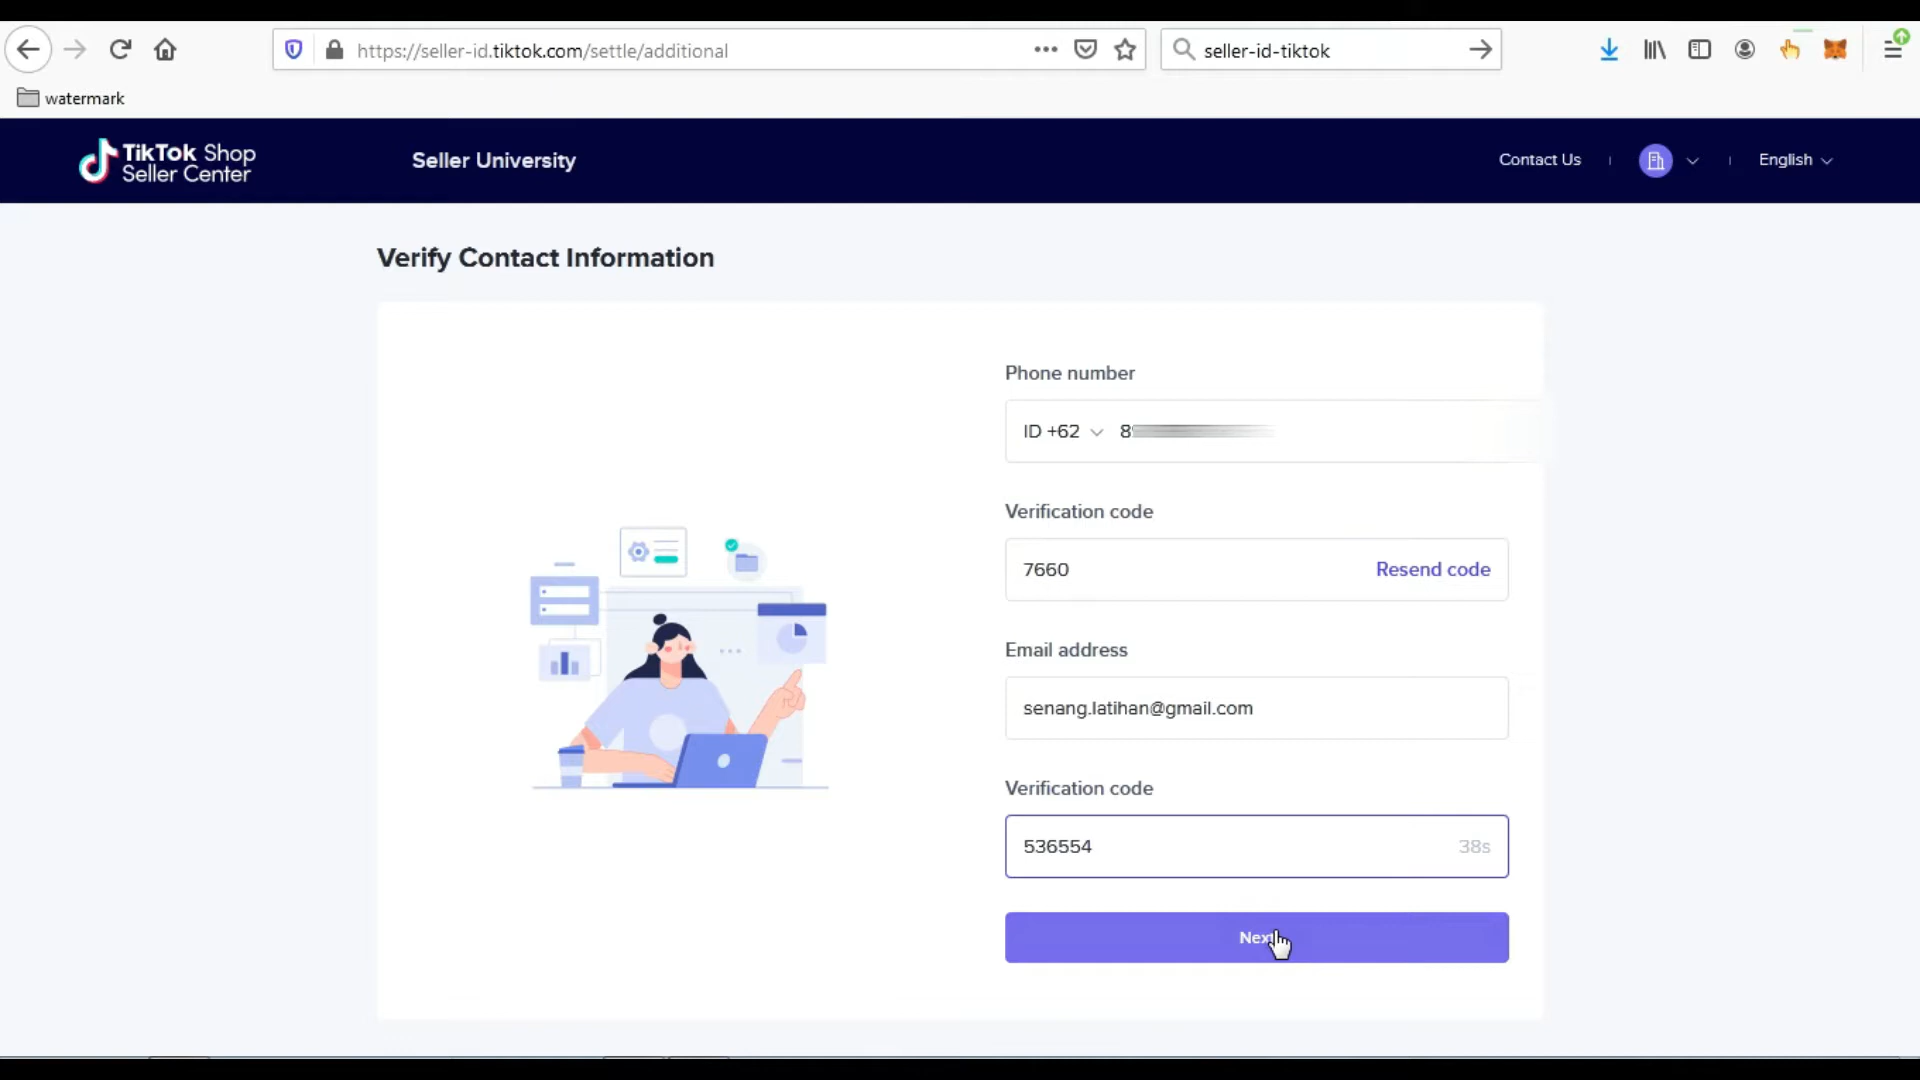 https://seller-id.tiktok.com/settle/additional
seller-id-tiktok
watermark
TikTok Shop
Seller Center
Seller University
Contact Us
English
Verify Contact Information
Phone number
ID +62
Verification code
7660
Resend code
Email address
senang.latihan@gmail.com
Verification code
536554
38s
Next